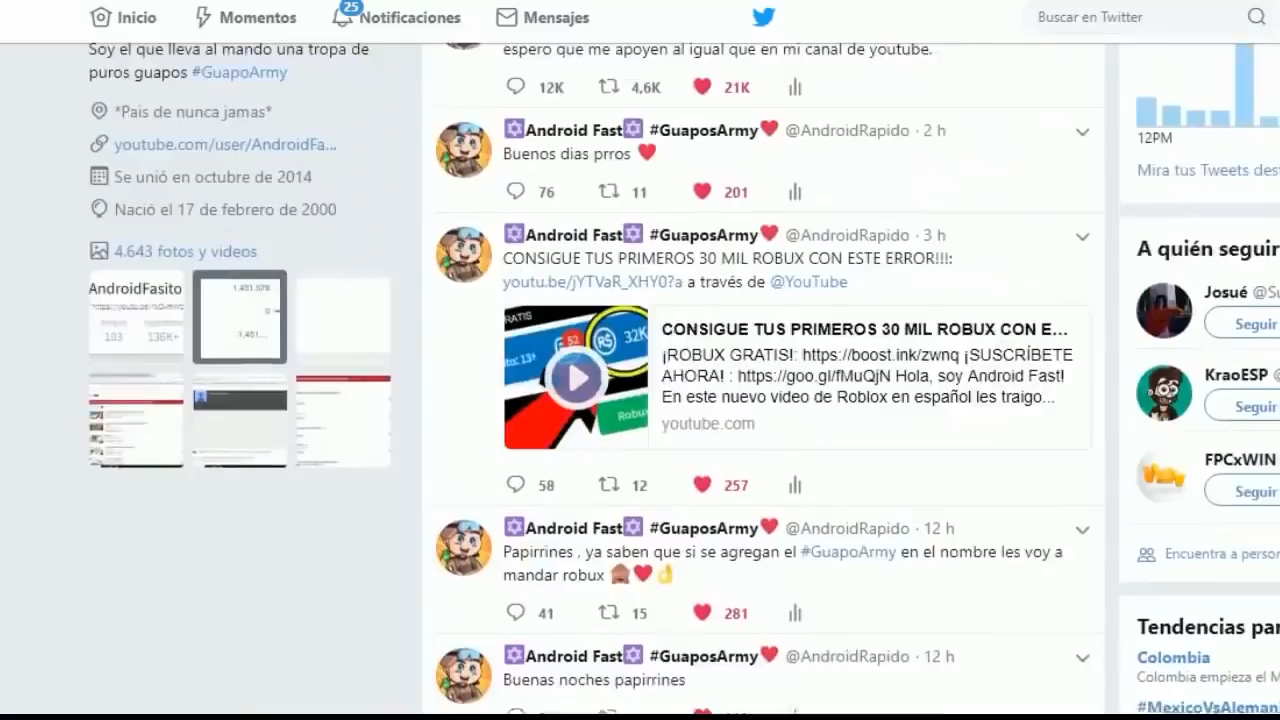 Inicio
Momentos
25
Notificaciones
Mensajes
Buscar en Twitter
Soy el que lleva al mando una tropa de
puros guapos #GuapoArmy
*Pais de nunca jamas*
youtube.com/user/AndroidFa...
Se unió en octubre de 2014
Nació el 17 de febrero de 2000
4.643 fotos y videos
AndroidFasito
193 136K+
espero que me apoyen al igual que en mi canal de youtube.
12K 4,6K 21K
Android Fast #GuaposArmy @AndroidRapido · 2 h
Buenos dias prros
76 11 201
Android Fast #GuaposArmy @AndroidRapido · 3 h
CONSIGUE TUS PRIMEROS 30 MIL ROBUX CON ESTE ERROR!!!:
youtu.be/jYTVaR_XHY0?a a través de @YouTube
RATIS
52
R$ 32K
13+
Robu
CONSIGUE TUS PRIMEROS 30 MIL ROBUX CON E...
¡ROBUX GRATIS!: https://boost.ink/zwnq ¡SUSCRÍBETE
AHORA! : https://goo.gl/fMuQjN Hola, soy Android Fast!
En este nuevo video de Roblox en español les traigo...
youtube.com
58 12 257
Android Fast #GuaposArmy @AndroidRapido · 12 h
Papirrines , ya saben que si se agregan el #GuapoArmy en el nombre les voy a
mandar robux
41 15 281
Android Fast #GuaposArmy @AndroidRapido · 12 h
Buenas noches papirrines
12PM
Mira tus Tweets dest
A quién seguir
Josué @Su
Seguir
KraoESP @
Seguir
FPCxWIN
Seguir
Encuentra a person
Tendencias par
Colombia
Colombia empieza el M
#MexicoVsAleman